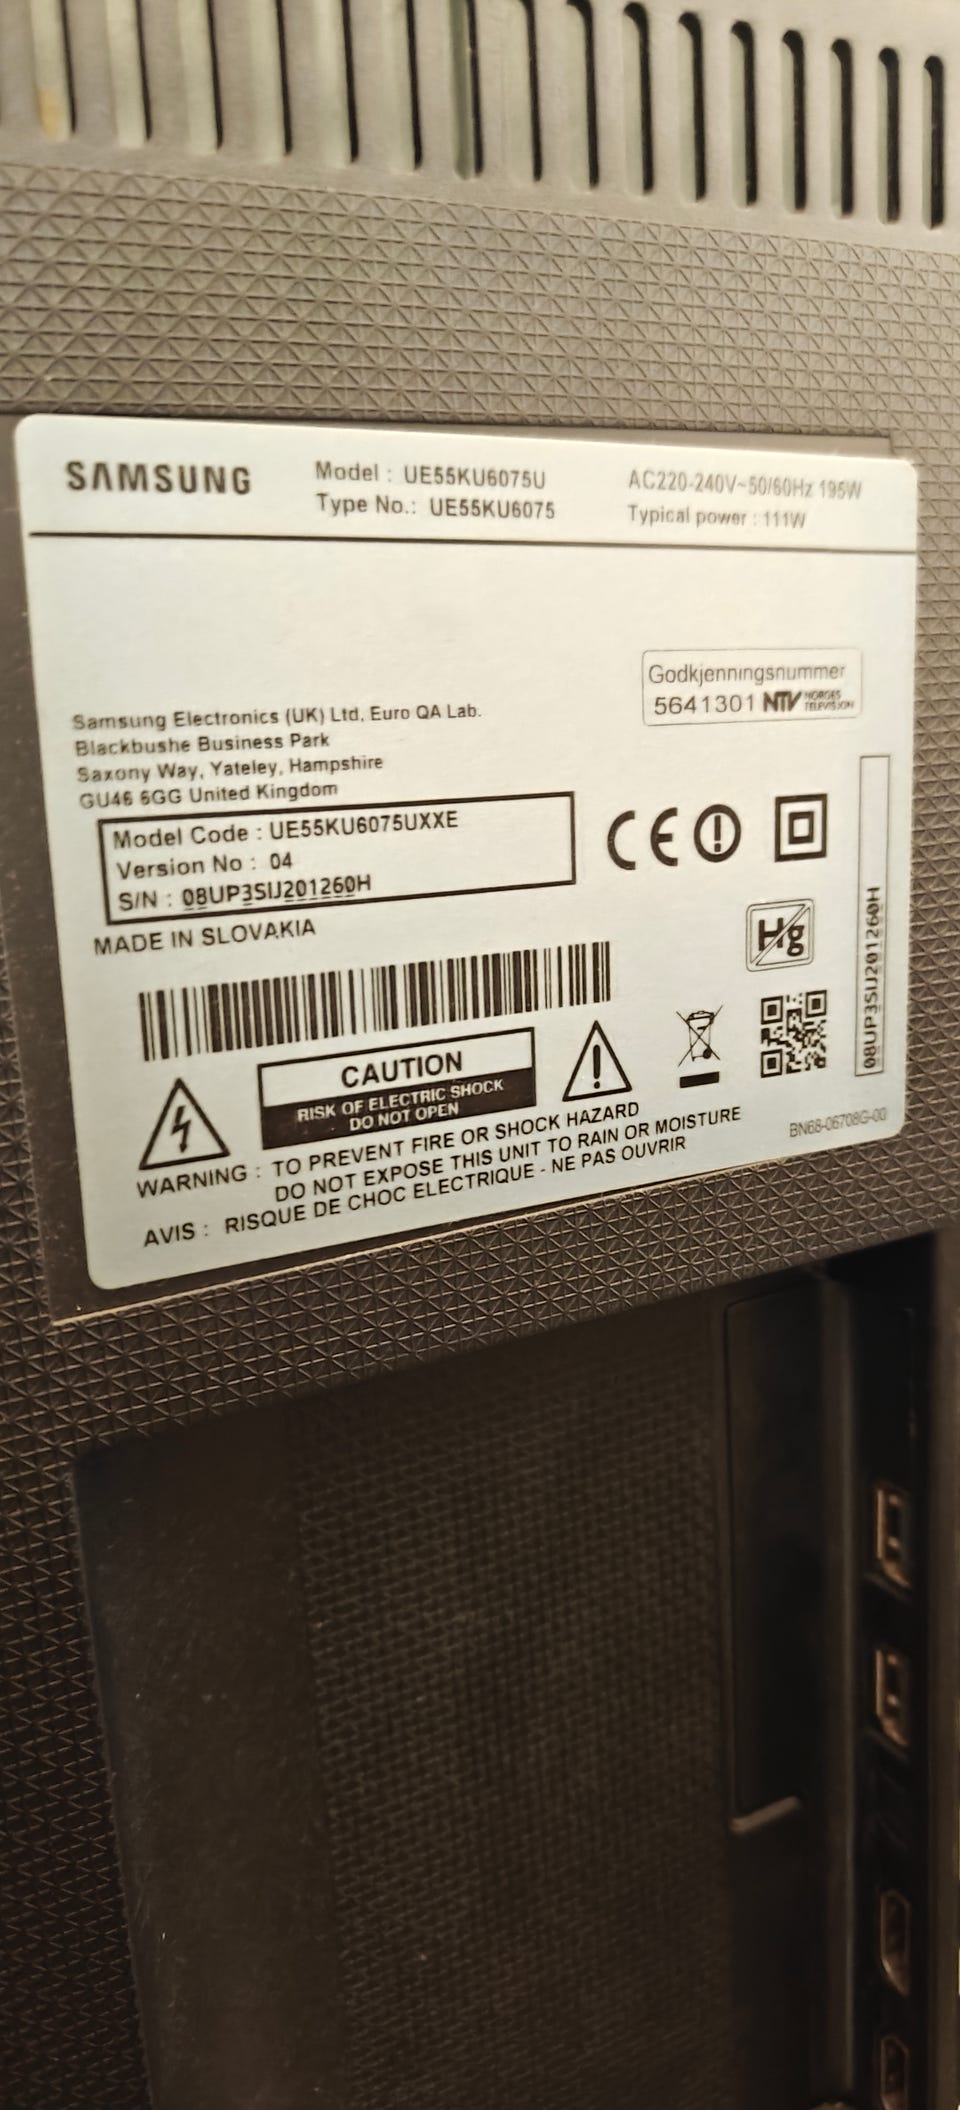 SAMSUNG
Model : UE55KU6075U
Type No.: UE55KU6075
AC220-240V~50/60Hz 195W
Typical power : 111W
Godkjenningsnummer
5641301 NTV NORGES TELEVISJON
Samsung Electronics (UK) Ltd, Euro QA Lab.
Blackbushe Business Park
Saxony Way, Yateley, Hampshire
GU46 6GG United Kingdom
Model Code : UE55KU6075UXXE
Version No : 04
S/N : 08UP3SIJ201260H
MADE IN SLOVAKIA
CE
Hg
08UP3SIJ201260H
CAUTION
RISK OF ELECTRIC SHOCK
DO NOT OPEN
BN68-06708G-00
WARNING : TO PREVENT FIRE OR SHOCK HAZARD
DO NOT EXPOSE THIS UNIT TO RAIN OR MOISTURE
AVIS : RISQUE DE CHOC ELECTRIQUE - NE PAS OUVRIR